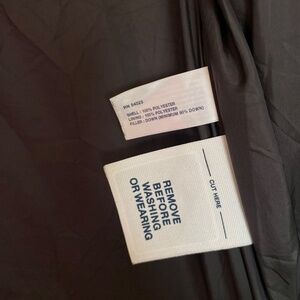 RN 54023
SHELL : 100% POLYESTER
LINING : 100% POLYESTER
FILLER : DOWN (MINIMUM 80% DOWN)
CUT HERE
REMOVE
BEFORE
WASHING
OR WEARING